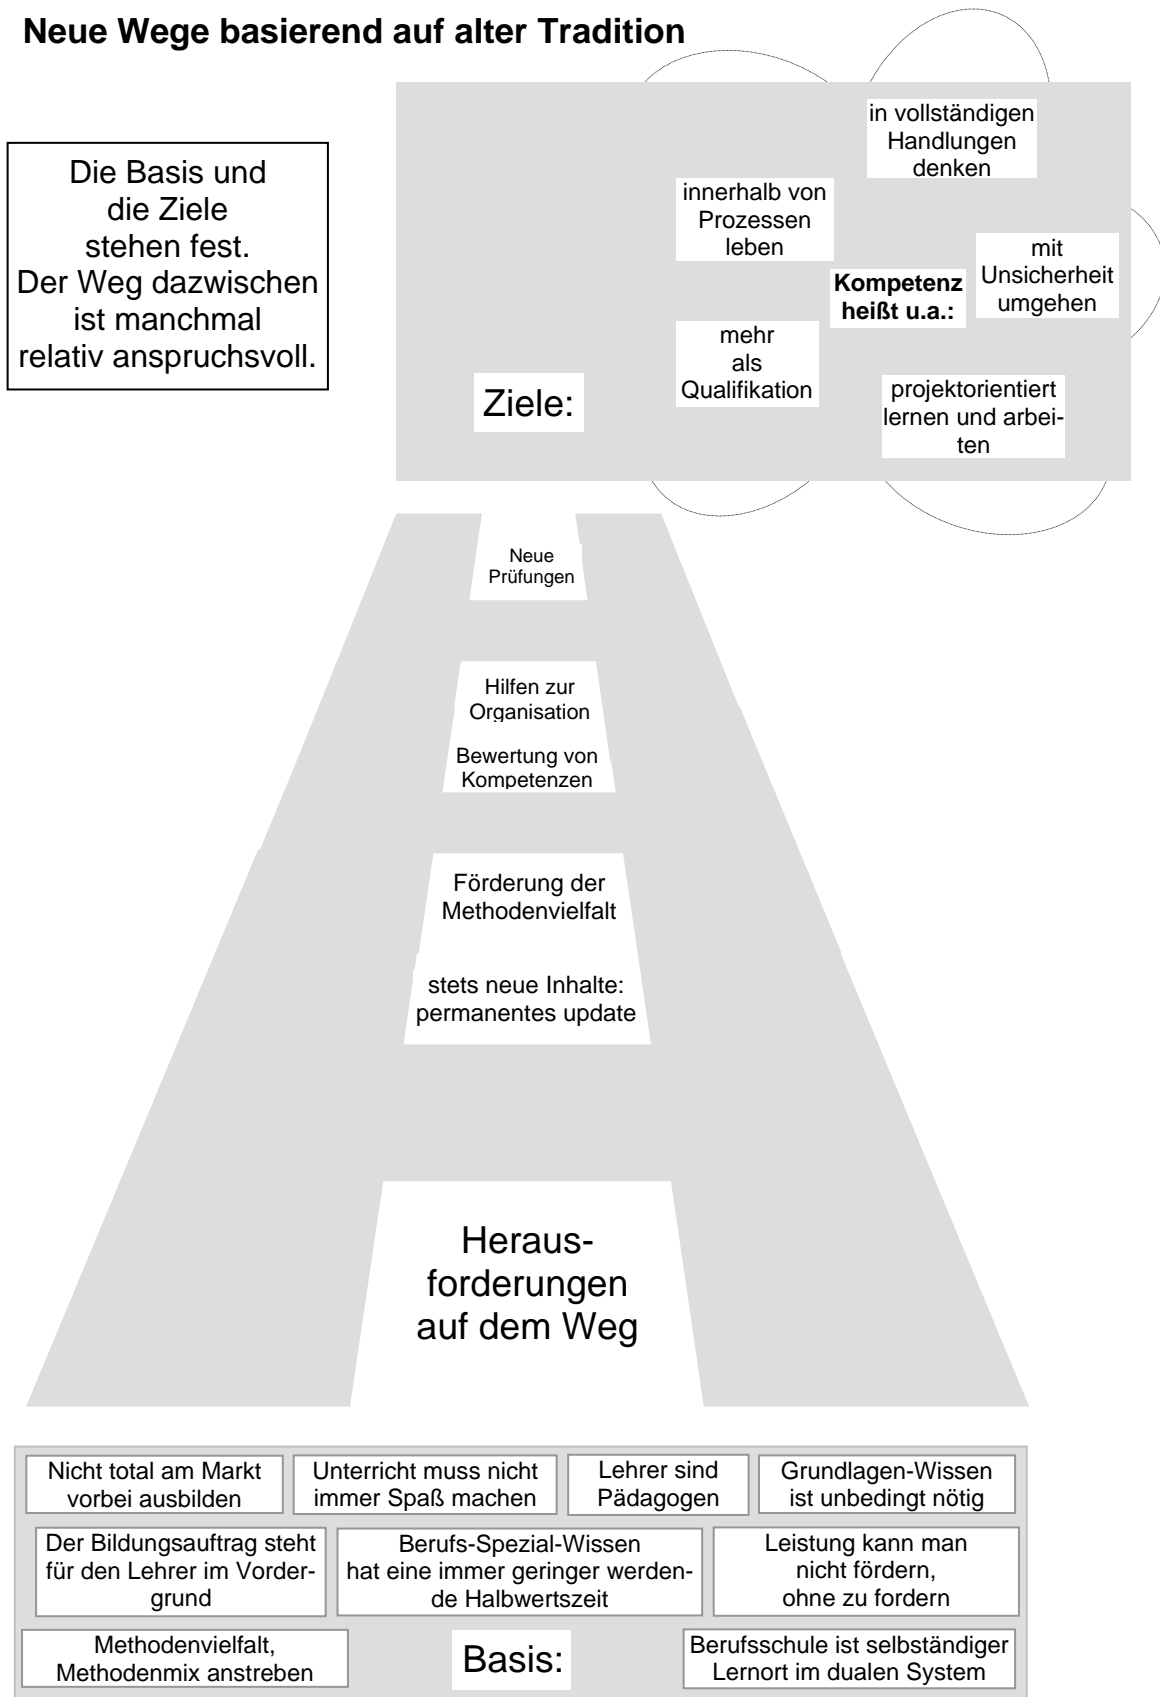 Neue Wege basierend auf alter Tradition
Die Basis und
die Ziele
stehen fest.
Der Weg dazwischen
ist manchmal
relativ anspruchsvoll.
in vollständigen
Handlungen
denken
innerhalb von
Prozessen
leben
mit
Unsicherheit
umgehen
Kompetenz
heißt u.a.:
mehr
als
Qualifikation
projektorientiert
lernen und arbei-
ten
Ziele:
Neue
Prüfungen
Hilfen zur
Organisation
Bewertung von
Kompetenzen
Förderung der
Methodenvielfalt
stets neue Inhalte:
permanentes update
Heraus-
forderungen
auf dem Weg
Nicht total am Markt
vorbei ausbilden
Unterricht muss nicht
immer Spaß machen
Lehrer sind
Pädagogen
Grundlagen-Wissen
ist unbedingt nötig
Der Bildungsauftrag steht
für den Lehrer im Vorder-
grund
Berufs-Spezial-Wissen
hat eine immer geringer werden-
de Halbwertszeit
Leistung kann man
nicht fördern,
ohne zu fordern
Methodenvielfalt,
Methodenmix anstreben
Basis:
Berufsschule ist selbständiger
Lernort im dualen System